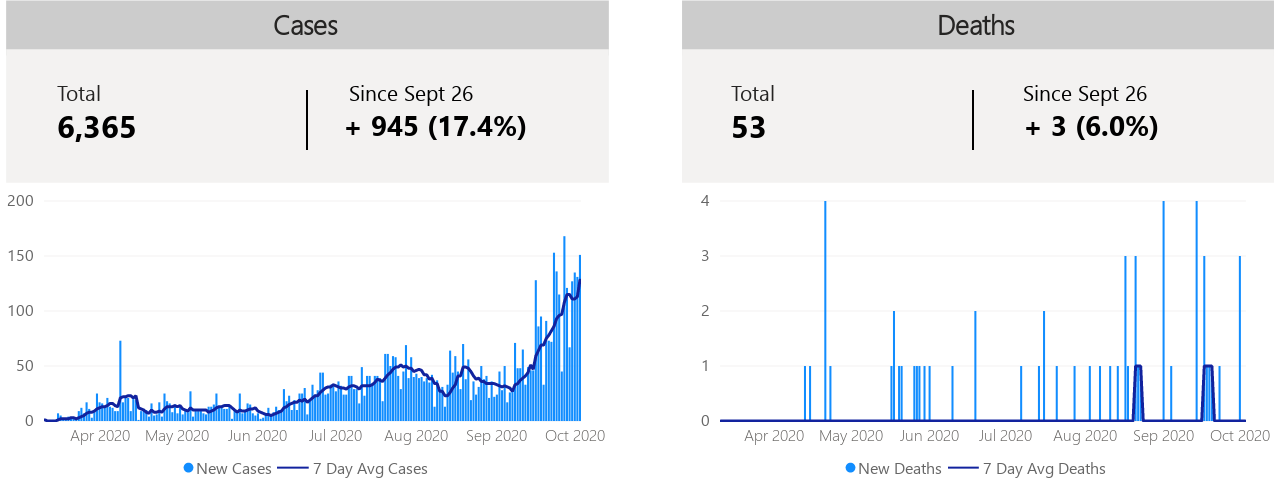 Cases
Total
Since Sept 26
6,365
+ 945 (17.4%)
200
150
100
50
0
Apr 2020 May 2020 Jun 2020 Jul 2020 Aug 2020 Sep 2020 Oct 2020
New Cases 7 Day Avg Cases
Deaths
Total
Since Sept 26
53
+ 3 (6.0%)
4
3
2
1
0
Apr 2020 May 2020 Jun 2020 Jul 2020 Aug 2020 Sep 2020 Oct 2020
New Deaths 7 Day Avg Deaths